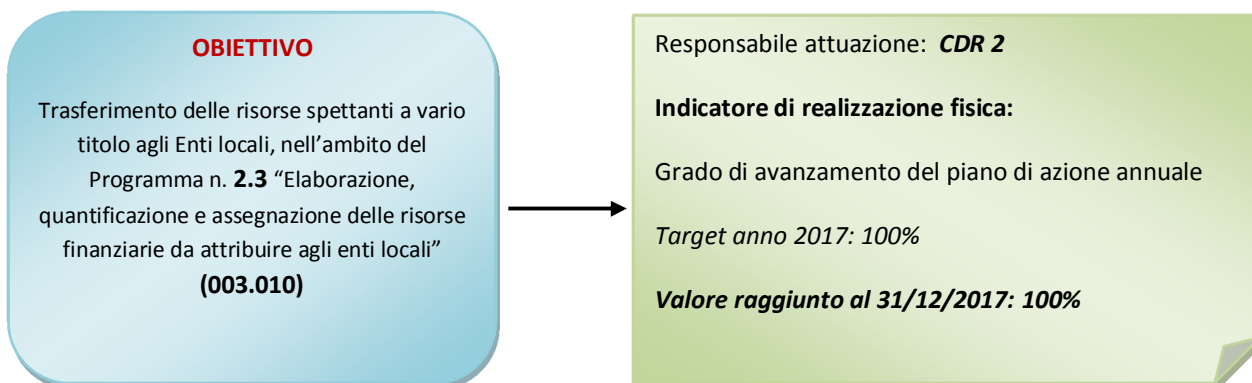 OBIETTIVO
Trasferimento delle risorse spettanti a vario
titolo agli Enti locali, nell’ambito del
Programma n. 2.3 “Elaborazione,
quantificazione e assegnazione delle risorse
finanziarie da attribuire agli enti locali”
(003.010)
Responsabile attuazione: CDR 2
Indicatore di realizzazione fisica:
Grado di avanzamento del piano di azione annuale
Target anno 2017: 100%
Valore raggiunto al 31/12/2017: 100%